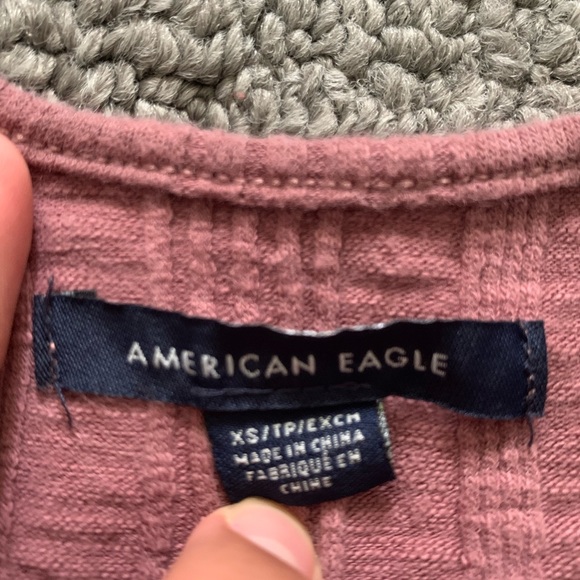 AMERICAN EAGLE
XS/TP/EXCH
MADE IN CHINA
FABRIQUÉ EN
CHINE